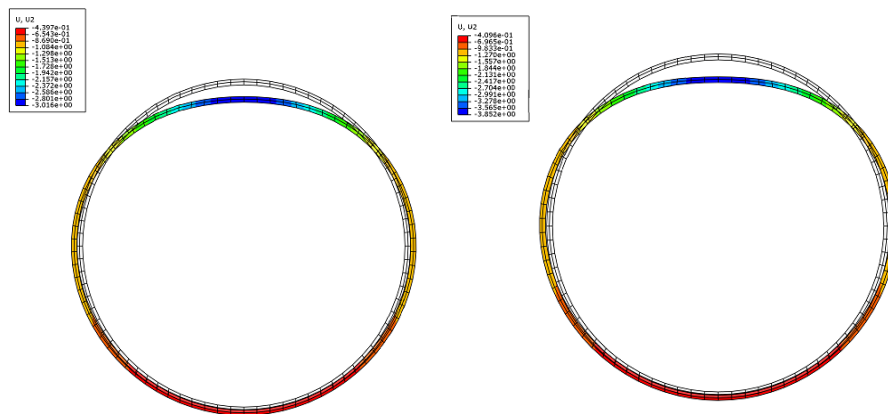 U, U2
-4.397e-01
-6.543e-01
-8.690e-01
-1.084e+00
-1.298e+00
-1.513e+00
-1.728e+00
-1.942e+00
-2.157e+00
-2.372e+00
-2.586e+00
-2.801e+00
-3.016e+00
U, U2
-4.096e-01
-6.965e-01
-9.833e-01
-1.270e+00
-1.557e+00
-1.844e+00
-2.131e+00
-2.417e+00
-2.704e+00
-2.991e+00
-3.278e+00
-3.565e+00
-3.852e+00